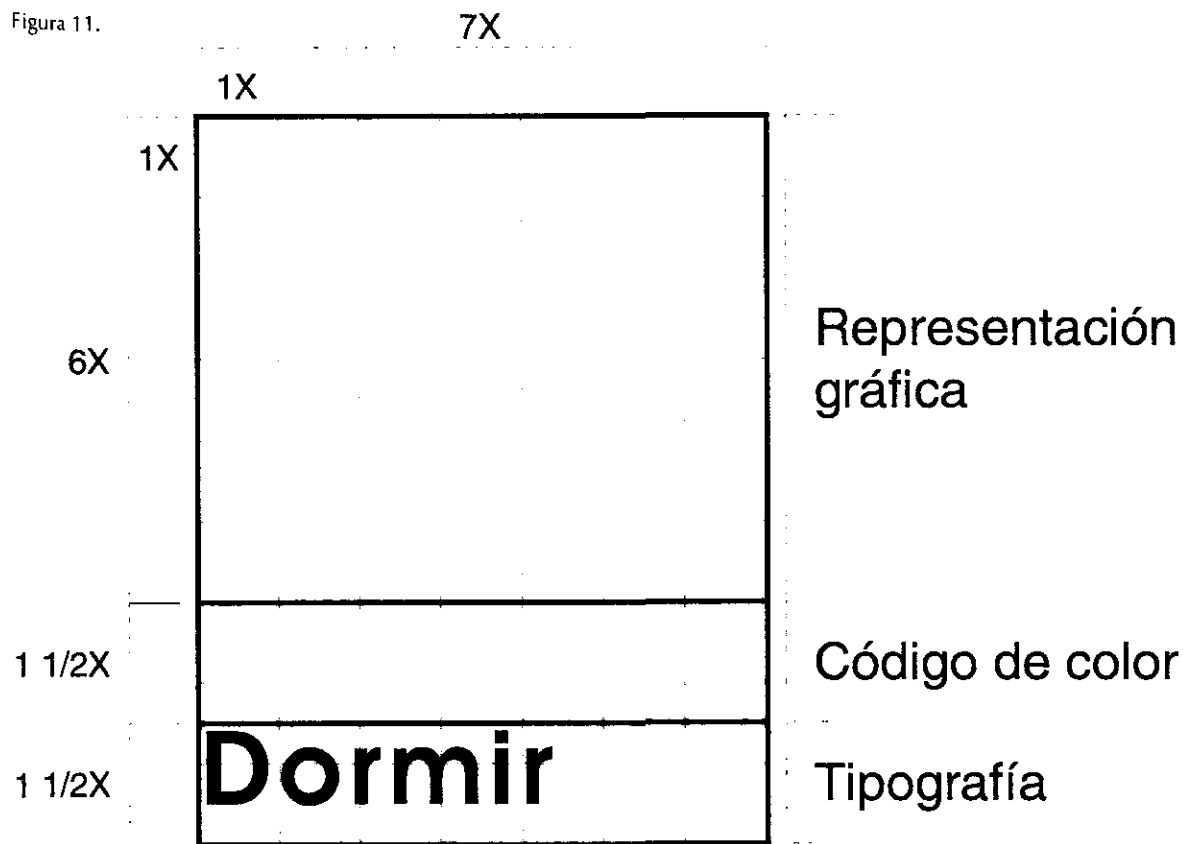 Figura 11.
7X
1X
1X
6X
Representación
gráfica
1 1/2X
Código de color
1 1/2X
Dormir
Tipografía